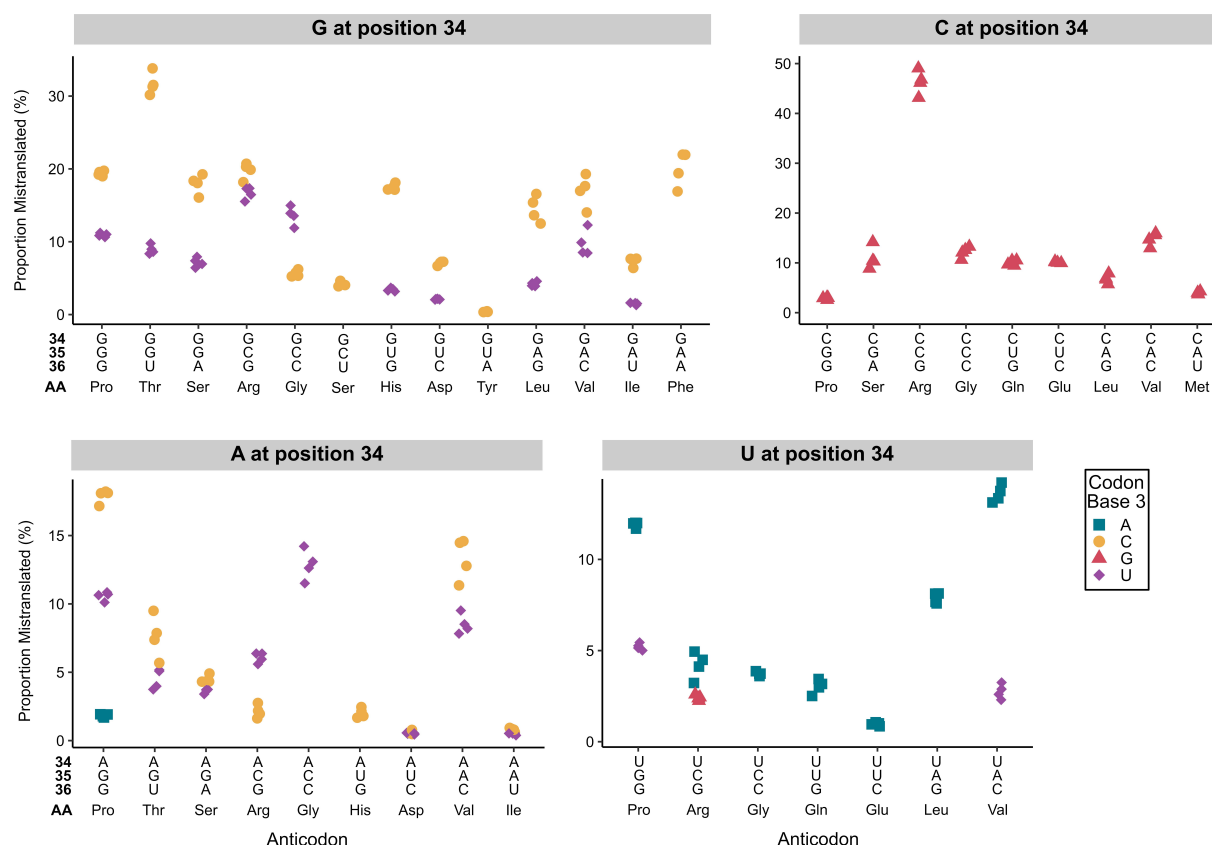 G at position 34
C at position 34
Proportion Mistranslated (%)
30
20
10
0
50
40
30
20
10
0
34 G G G G G G G G G G G G G
35 G G G C C C U U U A A A A
36 G U A G C U G C A G C U A
AA Pro Thr Ser Arg Gly Ser His Asp Tyr Leu Val Ile Phe
C C C C C C C C C
G G C C U U A A A
G A G C G C G C U
Pro Ser Arg Gly Gln Glu Leu Val Met
A at position 34
U at position 34
Proportion Mistranslated (%)
15
10
5
0
10
5
0
Codon
Base 3
A
C
G
U
34 A A A A A A A A A
35 G G G C C U U A A
36 G U A G C G C C U
AA Pro Thr Ser Arg Gly His Asp Val Ile
Anticodon
U U U U U U U
G C C U U A A
G G C G C G C
Pro Arg Gly Gln Glu Leu Val
Anticodon